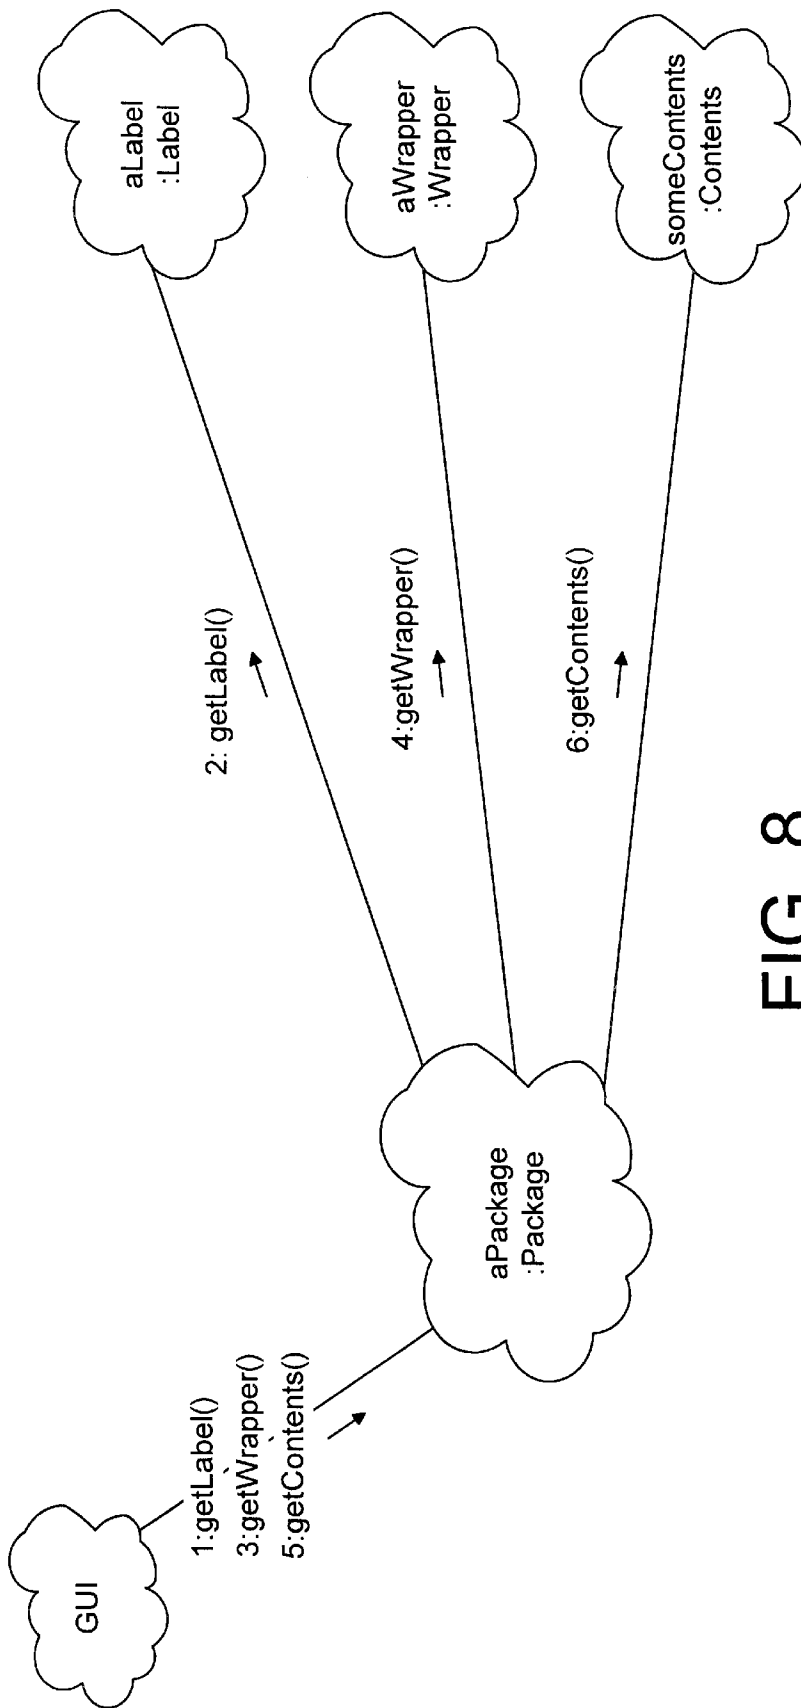 GUI
1:getLabel()
3:getWrapper()
5:getContents()
aPackage
:Package
2: getLabel()
4:getWrapper()
6:getContents()
aLabel
:Label
aWrapper
:Wrapper
someContents
:Contents
FIG. 8